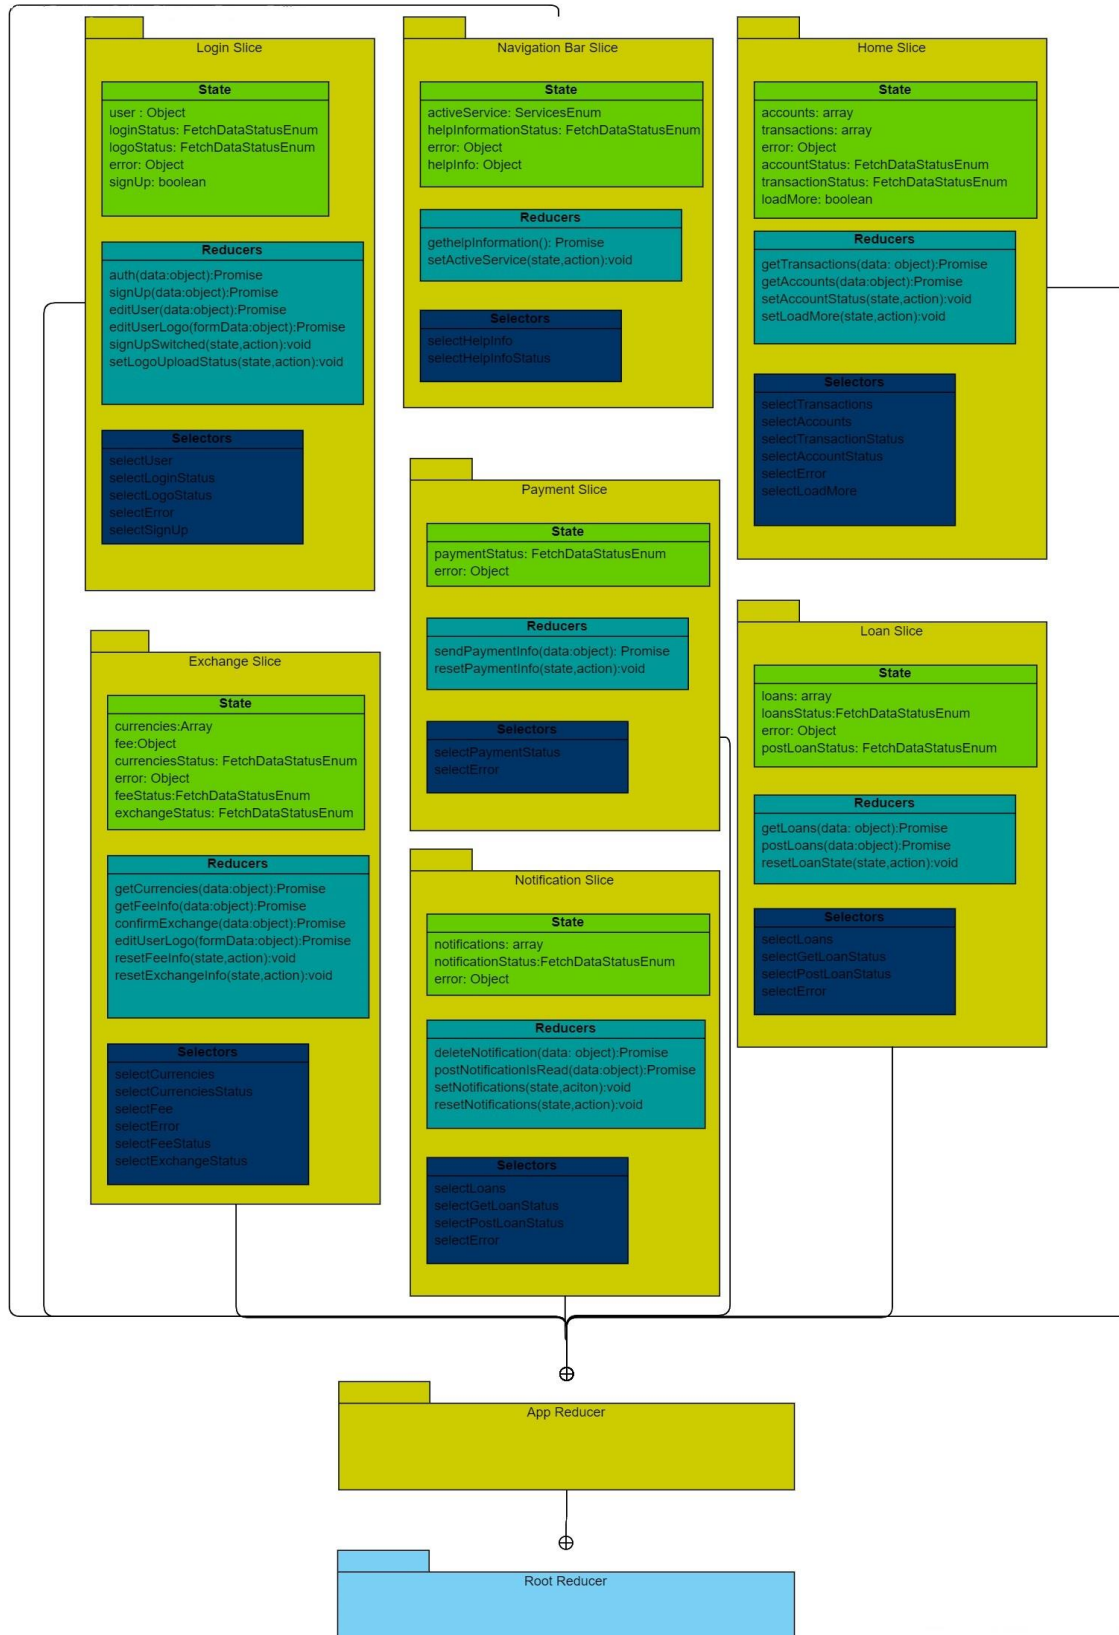 Login Slice
State
user : Object
loginStatus: FetchDataStatusEnum
logoStatus: FetchDataStatusEnum
error: Object
signUp: boolean
Reducers
auth(data:object):Promise
signUp(data:object):Promise
editUser(data:object):Promise
editUserLogo(formData:object):Promise
signUpSwitched(state,action):void
setLogoUploadStatus(state,action):void
Selectors
selectUser
selectLoginStatus
selectLogoStatus
selectError
selectSignUp
Navigation Bar Slice
State
activeService: ServicesEnum
helpInformationStatus: FetchDataStatusEnum
error: Object
helpInfo: Object
Reducers
gethelpInformation(): Promise
setActiveService(state,action):void
Selectors
selectHelpInfo
selectHelpInfoStatus
Home Slice
State
accounts: array
transactions: array
error: Object
accountStatus: FetchDataStatusEnum
transactionStatus: FetchDataStatusEnum
loadMore: boolean
Reducers
getTransactions(data: object):Promise
getAccounts(data:object):Promise
setAccountStatus(state,action):void
setLoadMore(state,action):void
Selectors
selectTransactions
selectAccounts
selectTransactionStatus
selectAccountStatus
selectError
selectLoadMore
Payment Slice
State
paymentStatus: FetchDataStatusEnum
error: Object
Reducers
sendPaymentInfo(data:object): Promise
resetPaymentInfo(state,action):void
Selectors
selectPaymentStatus
selectError
Loan Slice
State
loans: array
loansStatus:FetchDataStatusEnum
error: Object
postLoanStatus: FetchDataStatusEnum
Reducers
getLoans(data: object):Promise
postLoans(data:object):Promise
resetLoanState(state,action):void
Selectors
selectLoans
selectGetLoanStatus
selectPostLoanStatus
selectError
Exchange Slice
State
currencies:Array
fee:Object
currenciesStatus: FetchDataStatusEnum
error: Object
feeStatus:FetchDataStatusEnum
exchangeStatus: FetchDataStatusEnum
Reducers
getCurrencies(data:object):Promise
getFeeInfo(data:object):Promise
confirmExchange(data:object):Promise
editUserLogo(formData:object):Promise
resetFeeInfo(state,action):void
resetExchangeInfo(state,action):void
Selectors
selectCurrencies
selectCurrenciesStatus
selectFee
selectError
selectFeeStatus
selectExchangeStatus
Notification Slice
State
notifications: array
notificationStatus:FetchDataStatusEnum
error: Object
Reducers
deleteNotification(data: object):Promise
postNotificationIsRead(data:object):Promise
setNotifications(state,aciton):void
resetNotifications(state,action):void
Selectors
selectLoans
selectGetLoanStatus
selectPostLoanStatus
selectError
App Reducer
Root Reducer